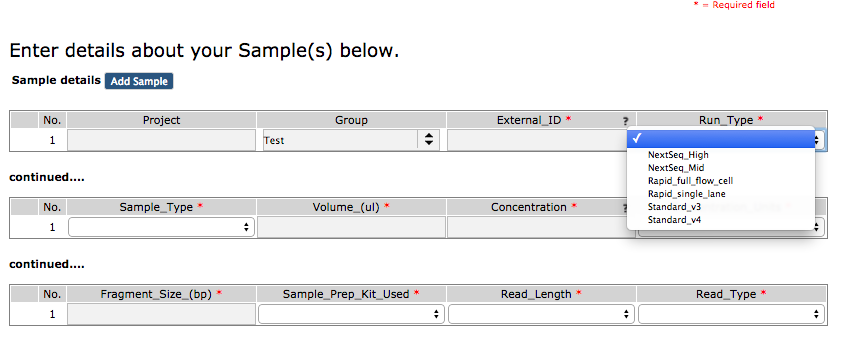 * = Required field
Enter details about your Sample(s) below.
Sample details Add Sample
No. Project Group External_ID * ? Run_Type *
1 Test
NextSeq_High
NextSeq_Mid
Rapid_full_flow_cell
Rapid_single_lane
Standard_v3
Standard_v4
continued....
No. Sample_Type * Volume_(ul) * Concentration * ?
1
continued....
No. Fragment_Size_(bp) * Sample_Prep_Kit_Used * Read_Length * Read_Type *
1